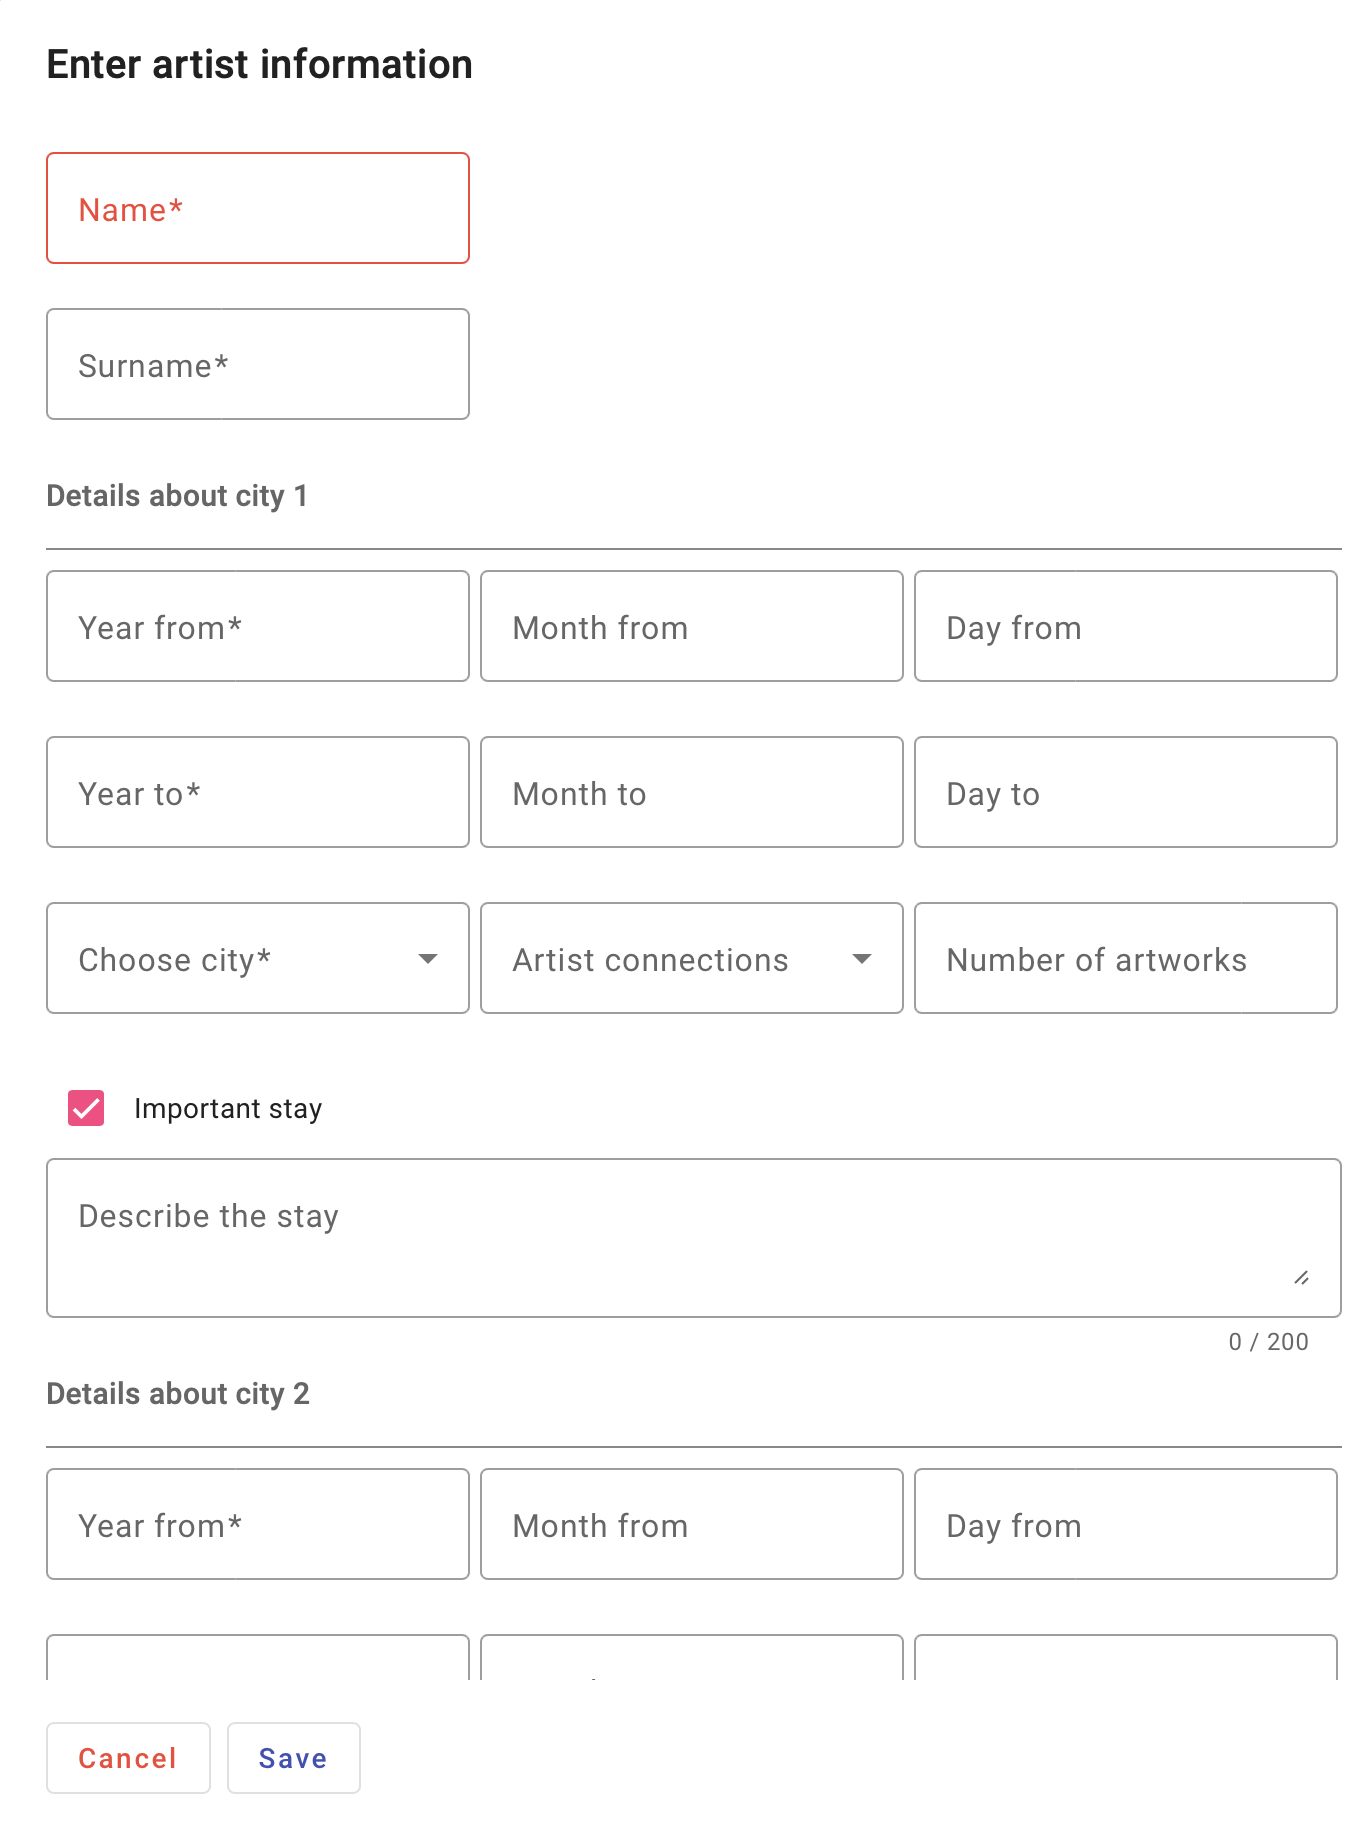 Enter artist information
Name*
Surname*
Details about city 1
Year from* Month from Day from
Year to* Month to Day to
Choose city* Artist connections Number of artworks
Important stay
Describe the stay
0 / 200
Details about city 2
Year from* Month from Day from
Cancel Save